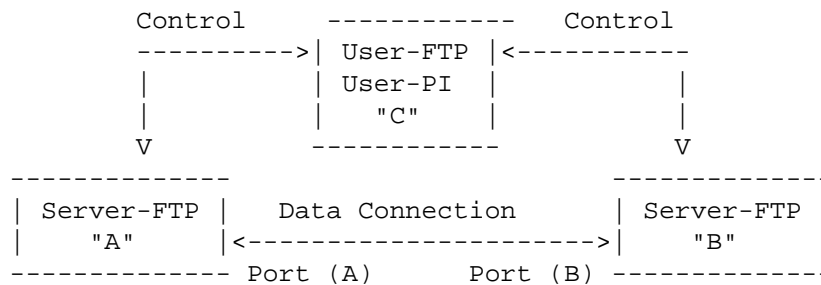 Control     ------------    Control
---------->| User-FTP |<-----------
|          | User-PI  |           |
|          |   "C"    |           |
V          ------------           V
--------------                        --------------
| Server-FTP |   Data Connection      | Server-FTP
|    "A"     |<---------------------->|    "B"
-------------- Port (A)      Port (B) --------------